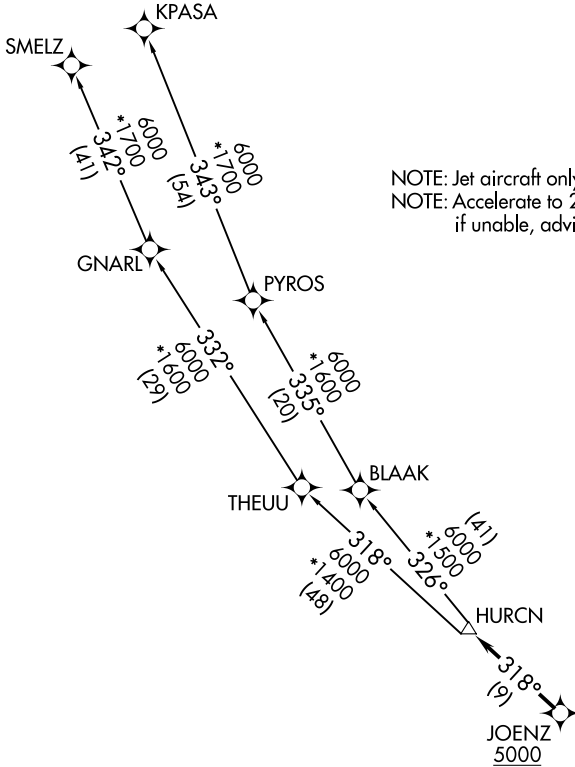 KPASA
SMELZ
6000
*1700
342°
(41)
6000
*1700
343°
(54)
NOTE: Jet aircraft only
NOTE: Accelerate to 2
if unable, advi
GNARL
PYROS
332°
6000
*1600
(29)
6000
*1600
335°
(20)
BLAAK
THEUU
318°
6000
*1400
(48)
(41)
6000
*1500
326°
HURCN
318°
(9)
JOENZ
5000